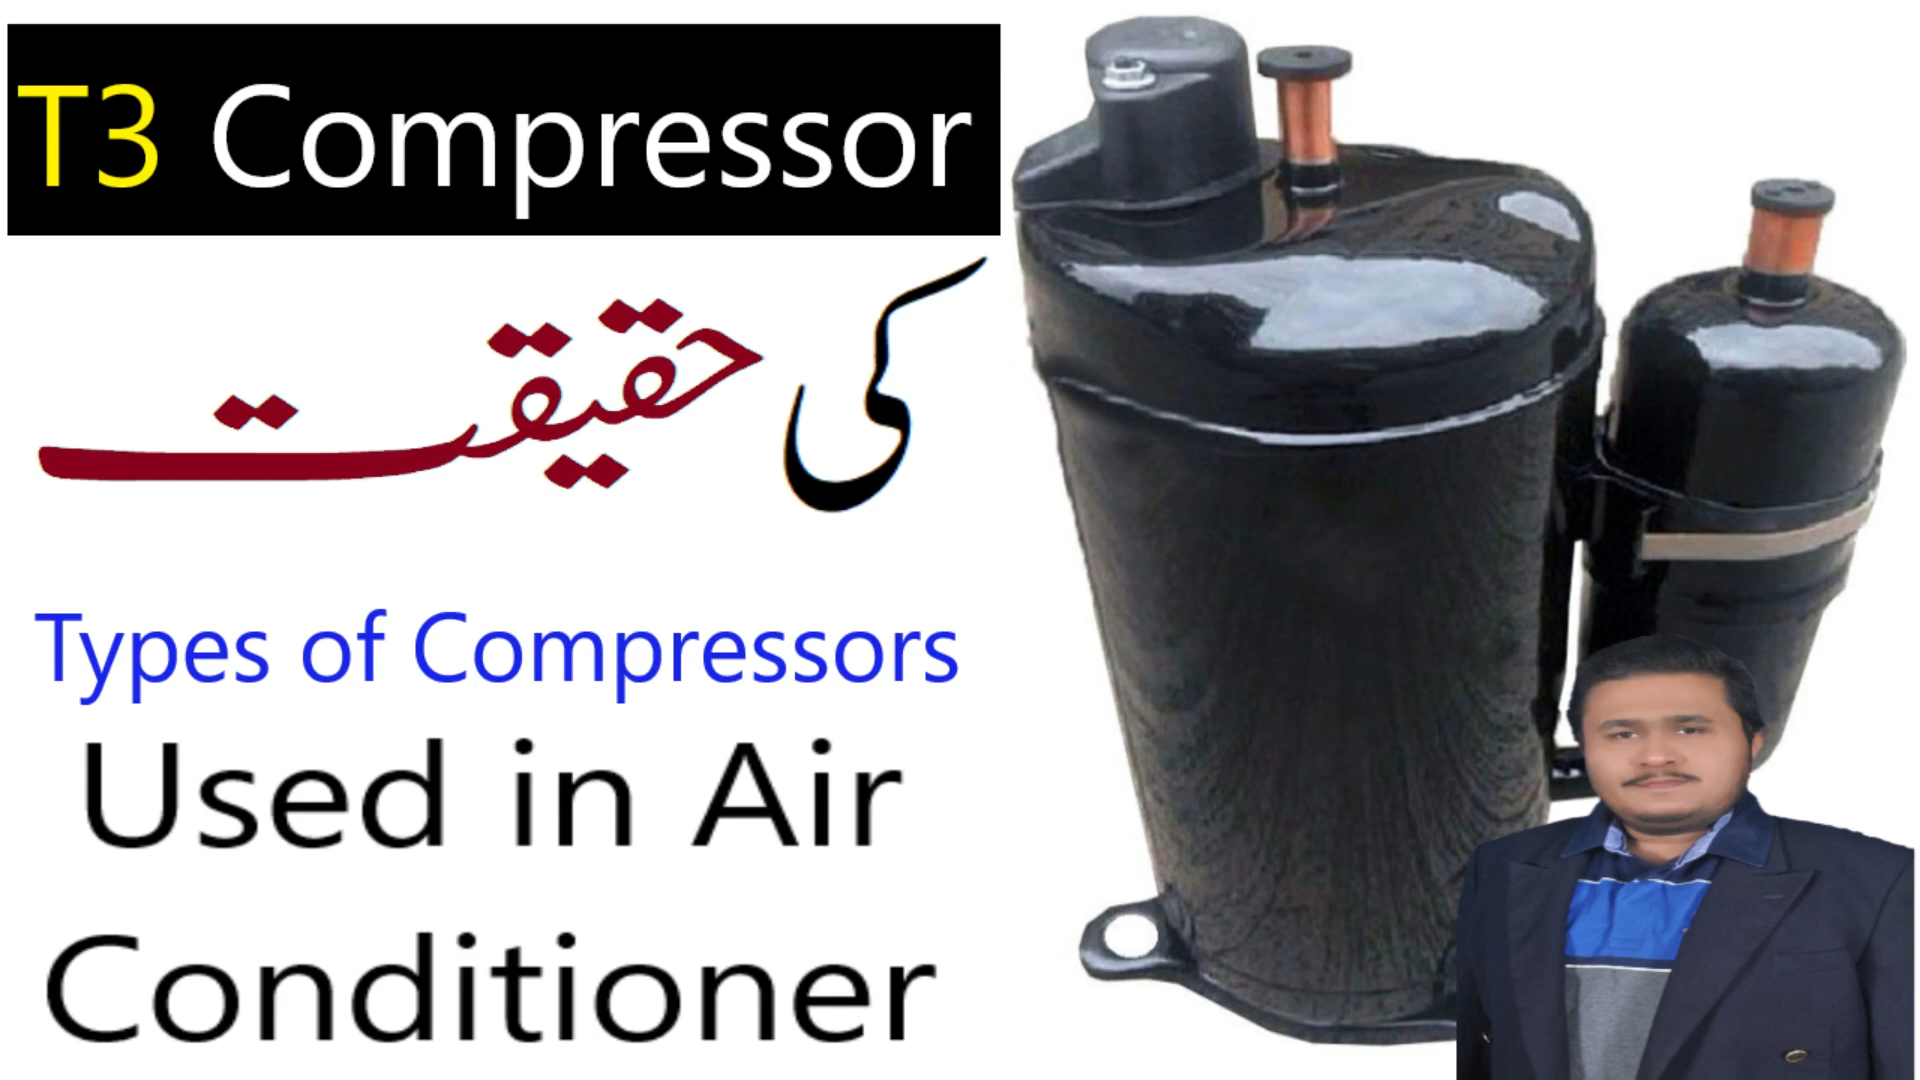 T3 Compressor
کی حقیقت
Types of Compressors
Used in Air
Conditioner